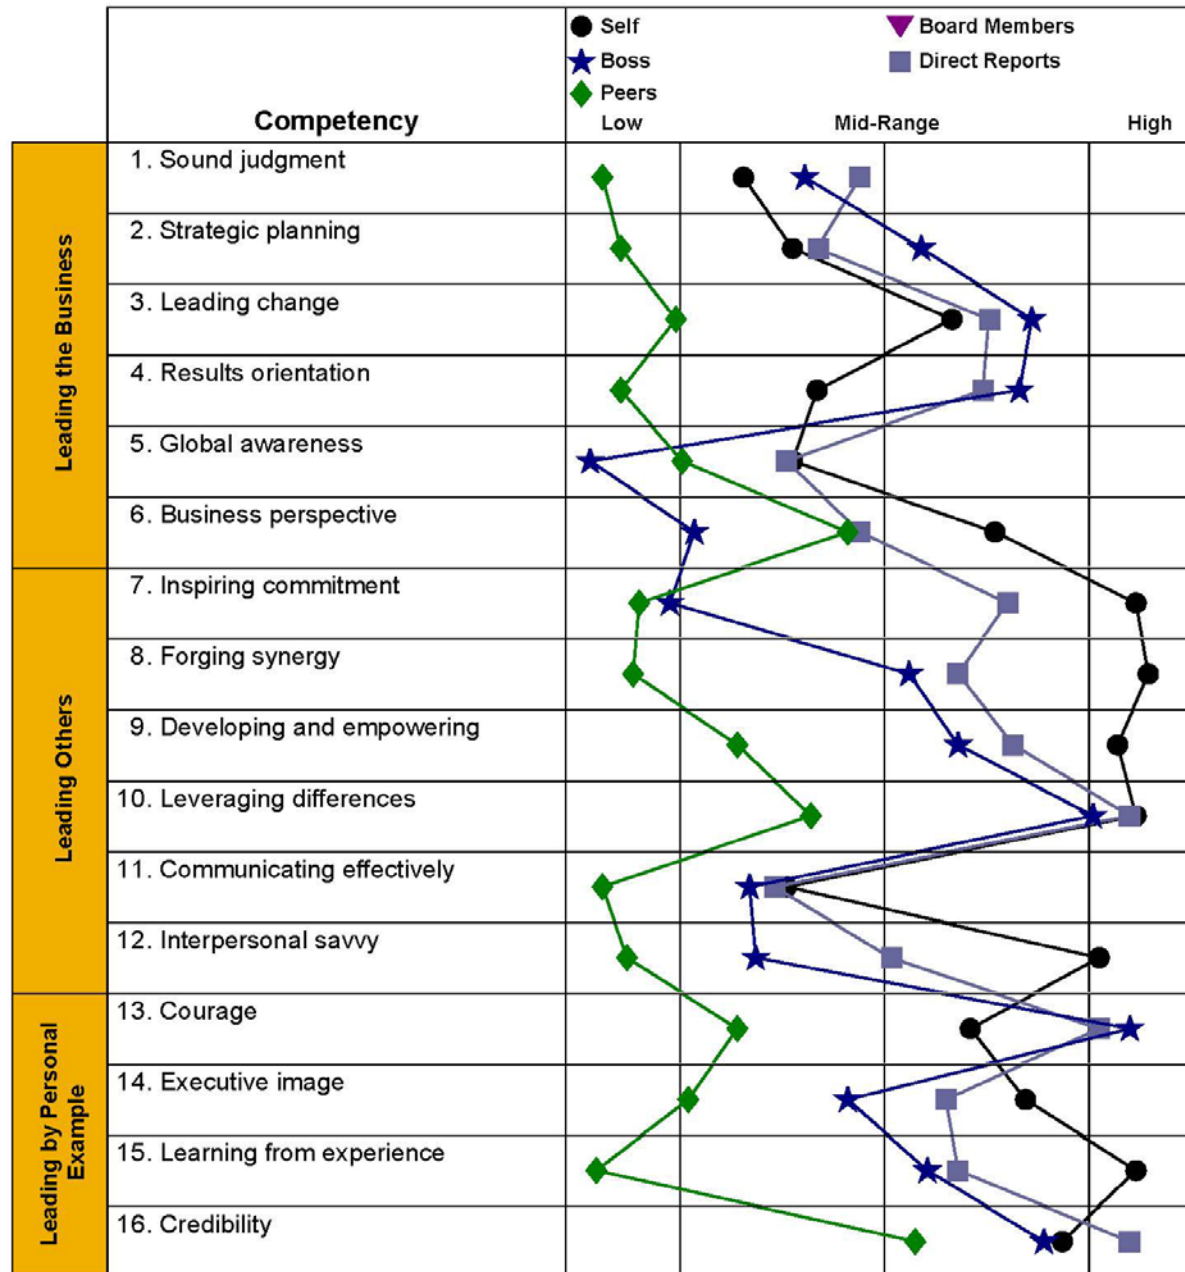 Self
Board Members
Boss
Direct Reports
Peers
Competency
Low
Mid-Range
High
Leading the Business
1. Sound judgment
2. Strategic planning
3. Leading change
4. Results orientation
5. Global awareness
6. Business perspective
Leading Others
7. Inspiring commitment
8. Forging synergy
9. Developing and empowering
10. Leveraging differences
11. Communicating effectively
12. Interpersonal savvy
Leading by Personal
Example
13. Courage
14. Executive image
15. Learning from experience
16. Credibility